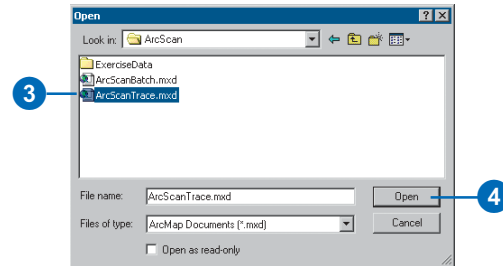 Open
Look in: ArcScan
ExerciseData
ArcScanBatch.mxd
3
ArcScanTrace.mxd
File name: ArcScanTrace.mxd Open
4
Files of type: ArcMap Documents (*.mxd) Cancel
Open as read-only